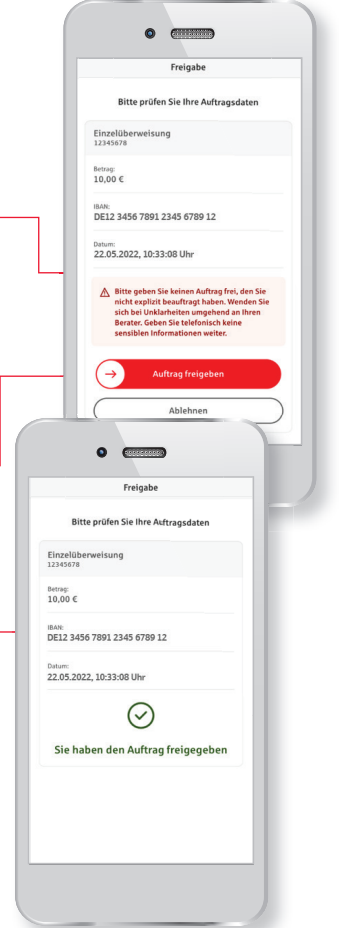 Freigabe
Bitte prüfen Sie Ihre Auftragsdaten
Einzelüberweisung
12345678
Betrag:
10,00 €
IBAN:
DE12 3456 7891 2345 6789 12
Datum:
22.05.2022, 10:33:08 Uhr
Bitte geben Sie keinen Auftrag frei, den Sie
nicht explizit beauftragt haben. Wenden Sie
sich bei Unklarheiten umgehend an Ihren
Berater. Geben Sie telefonisch keine
sensiblen Informationen weiter.
Auftrag freigeben
Ablehnen
Freigabe
Bitte prüfen Sie Ihre Auftragsdaten
Einzelüberweisung
12345678
Betrag:
10,00 €
IBAN:
DE12 3456 7891 2345 6789 12
Datum:
22.05.2022, 10:33:08 Uhr
Sie haben den Auftrag freigegeben